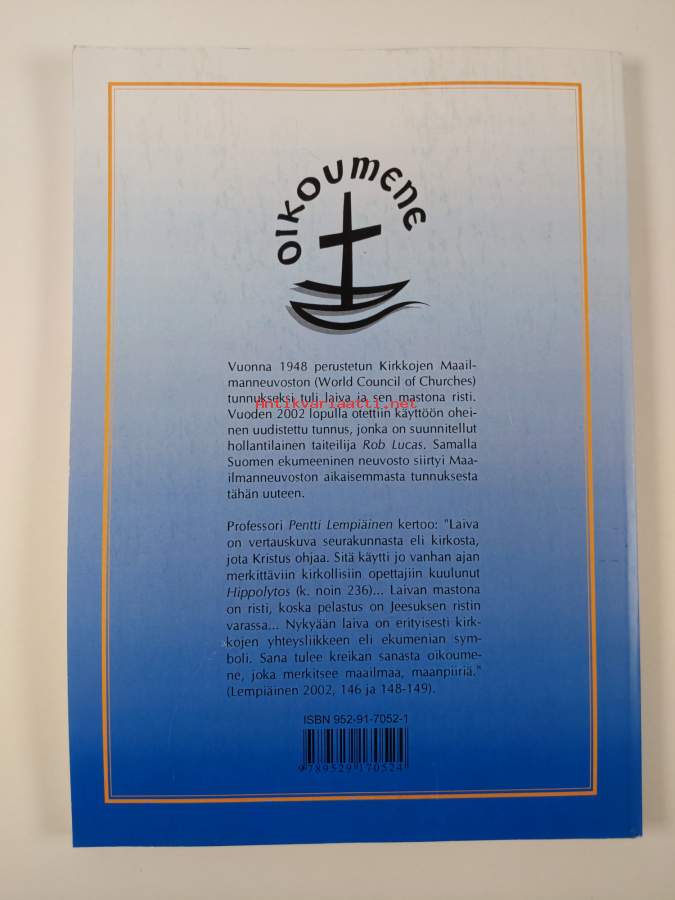 OIKOUMENE
Vuonna 1948 perustetun Kirkkojen Maail-
manneuvoston (World Council of Churches)
tunnukseksi tuli laiva ja sen mastona risti.
Antikvariaatti.net
Vuoden 2002 lopulla otettiin käyttöön ohei-
nen uudistettu tunnus, jonka on suunnitellut
hollantilainen taiteilija Rob Lucas. Samalla
Suomen ekumeeninen neuvosto siirtyi Maa-
ilmanneuvoston aikaisemmasta tunnuksesta
tähän uuteen.
Professori Pentti Lempiäinen kertoo: "Laiva
on vertauskuva seurakunnasta eli kirkosta,
jota Kristus ohjaa. Sitä käytti jo vanhan ajan
merkittäviin kirkollisiin opettajiin kuulunut
Hippolytos (k. noin 236)... Laivan mastona
on risti, koska pelastus on Jeesuksen ristin
varassa... Nykyään laiva on erityisesti kirk-
kojen yhteysliikkeen eli ekumenian sym-
boli. Sana tulee kreikan sanasta oikoume-
ne, joka merkitsee maailmaa, maanpiiriä."
(Lempiäinen 2002, 146 ja 148-149).
ISBN 952-91-7052-1
9789529170524